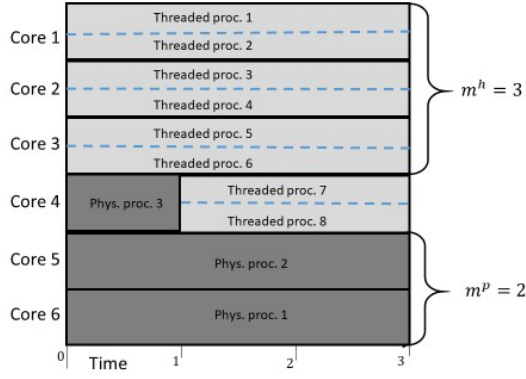 Core 1
Threaded proc. 1
Threaded proc. 2
Core 2
Threaded proc. 3
Threaded proc. 4
Core 3
Threaded proc. 5
Threaded proc. 6
m^h = 3
Core 4
Phys. proc. 3
Threaded proc. 7
Threaded proc. 8
Core 5
Phys. proc. 2
Core 6
Phys. proc. 1
m^p = 2
0 1 2 3
Time